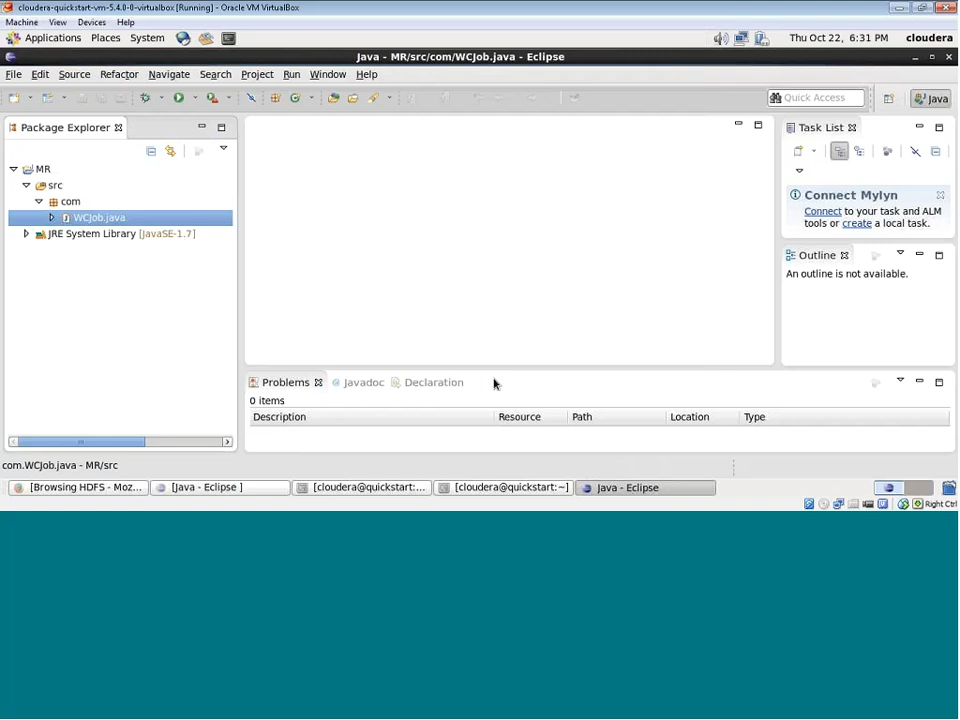 cloudera-quickstart-vm-5.4.0-0-virtualbox [Running] - Oracle VM VirtualBox
Machine View Devices Help
Applications Places System Thu Oct 22, 6:31 PM cloudera
Java - MR/src/com/WCJob.java - Eclipse
File Edit Source Refactor Navigate Search Project Run Window Help
Quick Access Java
Package Explorer
Task List
MR
src
com
WCJob.java
JRE System Library [JavaSE-1.7]
Connect Mylyn
Connect to your task and ALM
tools or create a local task.
Outline
An outline is not available.
Problems Javadoc Declaration
0 items
Description Resource Path Location Type
com.WCJob.java - MR/src
[Browsing HDFS - Moz... [Java - Eclipse ] [cloudera@quickstart:... [cloudera@quickstart:~] Java - Eclipse
Right Ctrl